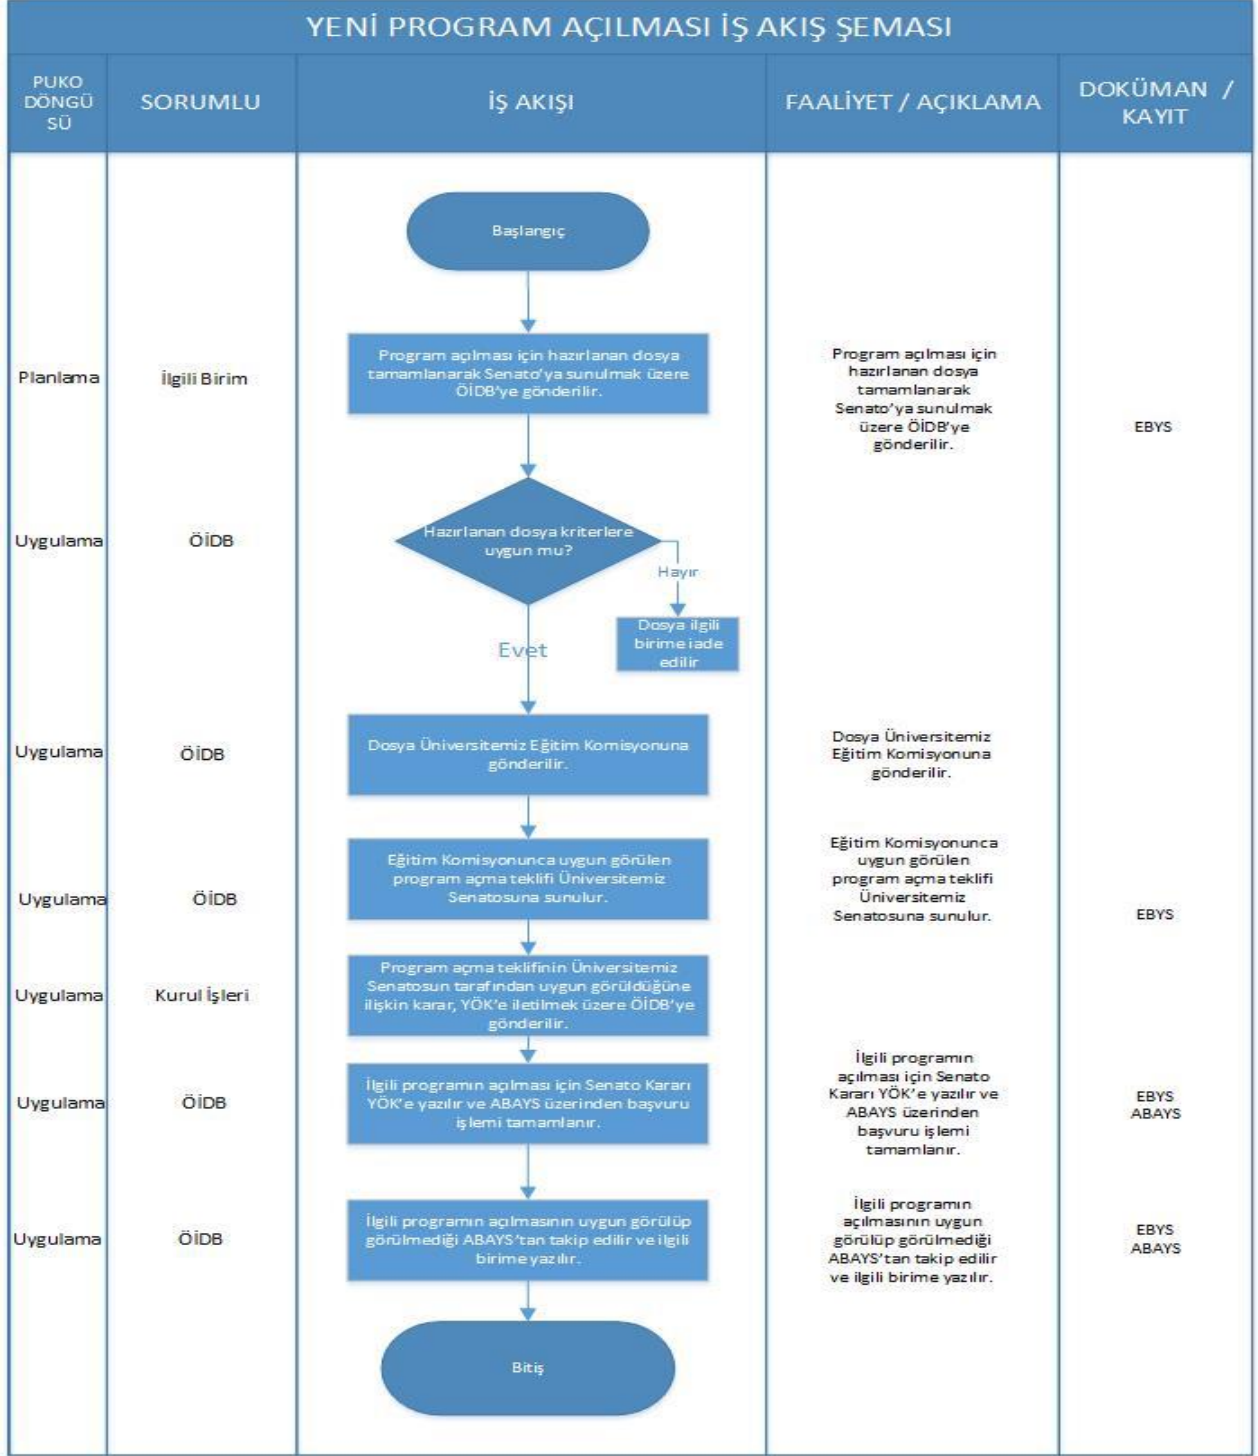 YENİ PROGRAM AÇILMASI İŞ AKIŞ ŞEMASI
PUKO
DÖNGÜ
SÜ
SORUMLU
İŞ AKIŞI
FAALİYET / AÇIKLAMA
DOKÜMAN /
KAYIT
Başlangıç
Planlama
İlgili Birim
Program açılması için hazırlanan dosya
tamamlanarak Senato'ya sunulmak üzere
ÖİDB'ye gönderilir.
Program açılması için
hazırlanan dosya
tamamlanarak
Senato'ya sunulmak
üzere ÖİDB'ye
gönderilir.
EBYS
Uygulama
ÖİDB
Hazırlanan dosya kriterlere
uygun mu?
Hayır
Dosya ilgili
birime iade
edilir
Evet
Uygulama
ÖİDB
Dosya Üniversitemiz Eğitim Komisyonuna
gönderilir.
Dosya Üniversitemiz
Eğitim Komisyonuna
gönderilir.
Uygulama
ÖİDB
Eğitim Komisyonunca uygun görülen
program açma teklifi Üniversitemiz
Senatosuna sunulur.
Eğitim Komisyonunca
uygun görülen
program açma teklifi
Üniversitemiz
Senatosuna sunulur.
EBYS
Uygulama
Kurul İşleri
Program açma teklifinin Üniversitemiz
Senatosun tarafından uygun görüldüğüne
ilişkin karar, YÖK'e iletilmek üzere ÖİDB'ye
gönderilir.
Uygulama
ÖİDB
İlgili programın açılması için Senato Kararı
YÖK'e yazılır ve ABAYS üzerinden başvuru
işlemi tamamlanır.
İlgili programın
açılması için Senato
Kararı YÖK'e yazılır ve
ABAYS üzerinden
başvuru işlemi
tamamlanır.
EBYS
ABAYS
Uygulama
ÖİDB
İlgili programın açılmasının uygun görülüp
görülmediği ABAYS'tan takip edilir ve ilgili
birime yazılır.
İlgili programın
açılmasının uygun
görülüp görülmediği
ABAYS'tan takip edilir
ve ilgili birime yazılır.
EBYS
ABAYS
Bitiş